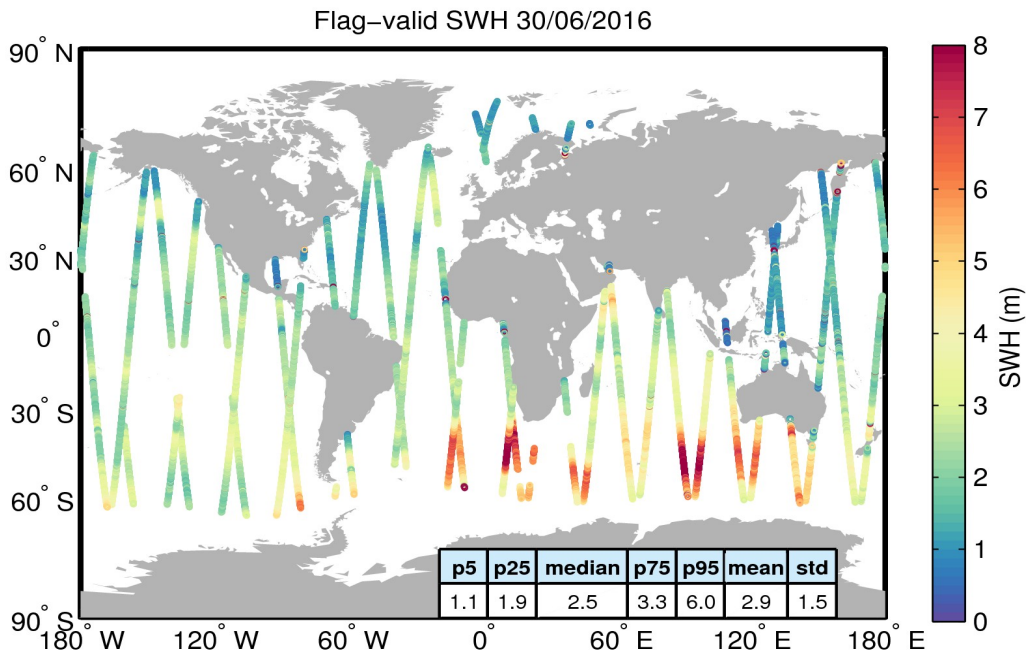 Flag−valid SWH 30/06/2016
90° N
60° N
30° N
0°
30° S
60° S
90° S
180° W
120° W
60° W
0°
60° E
120° E
180° E
8
7
6
5
4
3
2
1
0
SWH (m)
p5 p25 median p75 p95 mean std
1.1 1.9 2.5 3.3 6.0 2.9 1.5